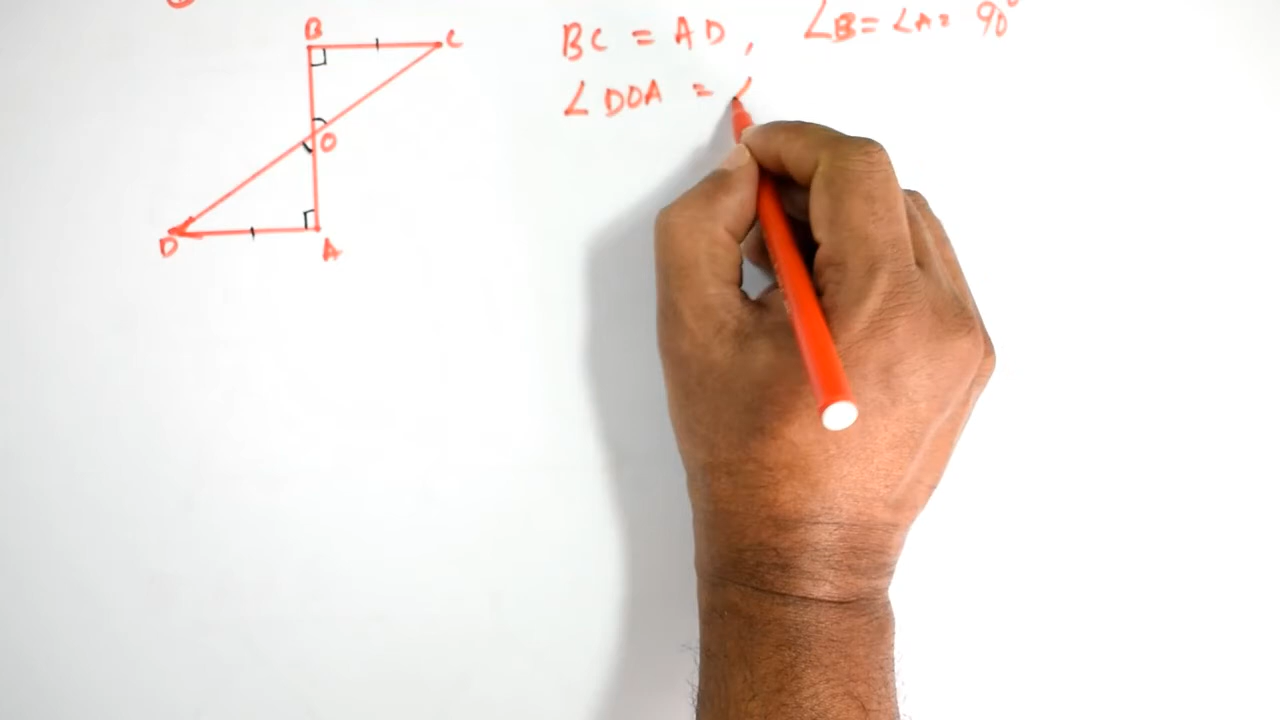 B
C
BC = AD, ∠B = ∠A = 90°
∠DOA = ∠
O
D
A